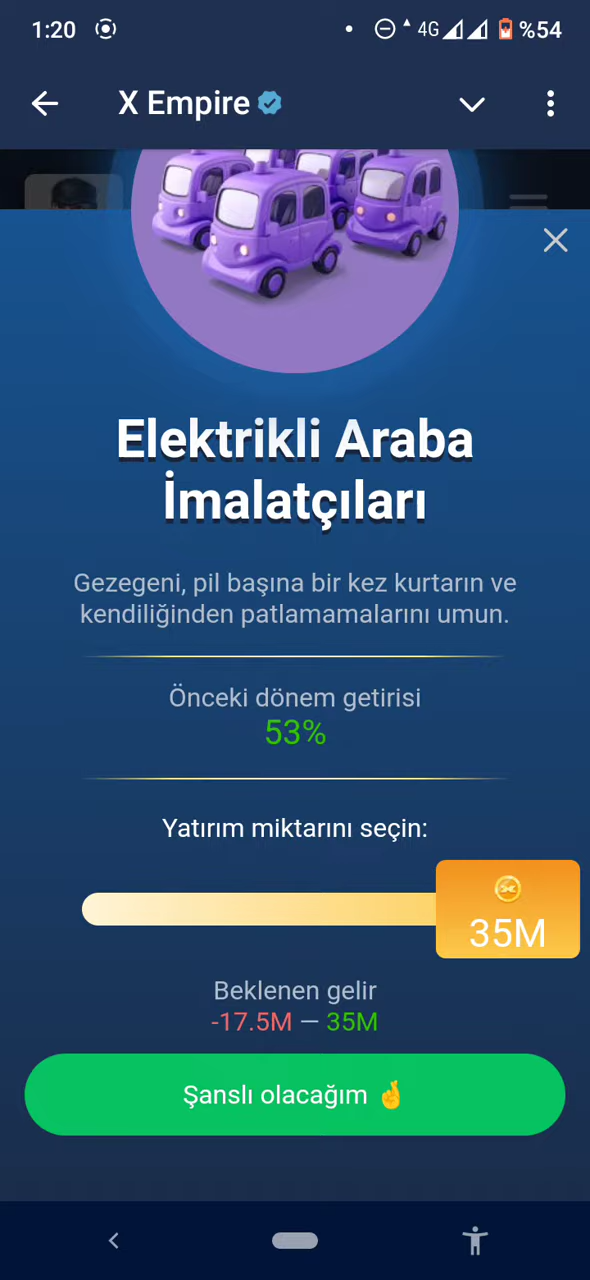 1:20
4G
%54
X Empire
Elektrikli Araba
İmalatçıları
Gezegeni, pil başına bir kez kurtarın ve
kendiliğinden patlamamalarını umun.
Önceki dönem getirisi
53%
Yatırım miktarını seçin:
35M
Beklenen gelir
-17.5M — 35M
Şanslı olacağım 🤞